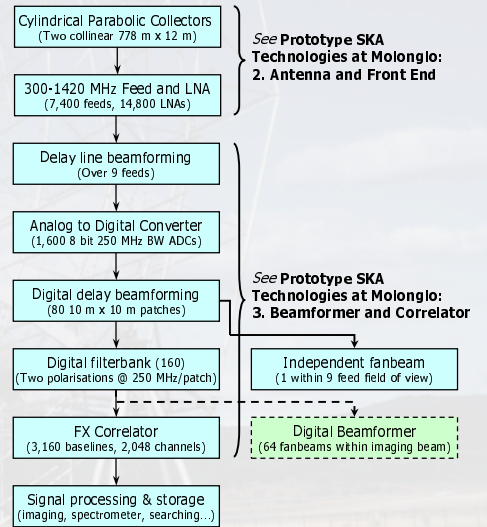 Cylindrical Parabolic Collectors
(Two collinear 778 m x 12 m)
See Prototype SKA
Technologies at Molonglo:
2. Antenna and Front End
300-1420 MHz Feed and LNA
(7,400 feeds, 14,800 LNAs)
Delay line beamforming
(Over 9 feeds)
Analog to Digital Converter
(1,600 8 bit 250 MHz BW ADCs)
See Prototype SKA
Technologies at Molonglo:
3. Beamformer and Correlator
Digital delay beamforming
(80 10 m x 10 m patches)
Digital filterbank (160)
(Two polarisations @ 250 MHz/patch)
Independent fanbeam
(1 within 9 feed field of view)
FX Correlator
(3,160 baselines, 2,048 channels)
Digital Beamformer
(64 fanbeams within imaging beam)
Signal processing & storage
(imaging, spectrometer, searching...)